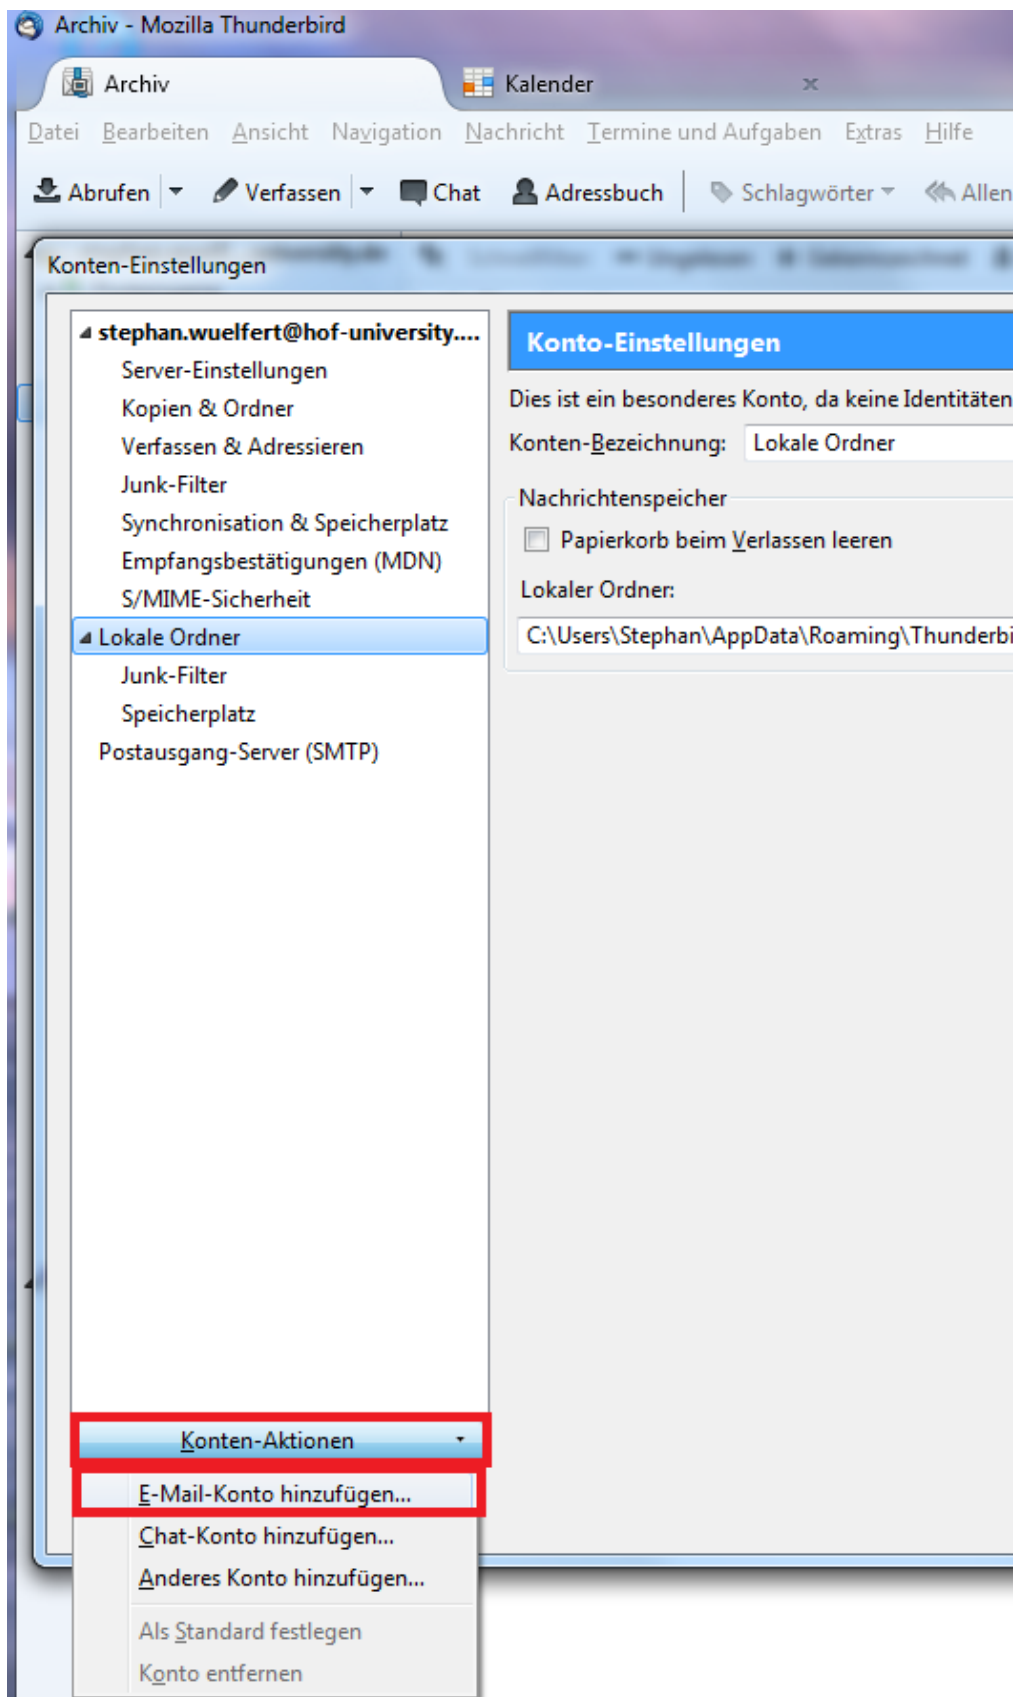 Archiv - Mozilla Thunderbird
Archiv
Kalender
Datei Bearbeiten Ansicht Navigation Nachricht Termine und Aufgaben Extras Hilfe
Abrufen Verfassen Chat Adressbuch Schlagwörter Allen
Konten-Einstellungen
stephan.wuelfert@hof-university....
Server-Einstellungen
Kopien & Ordner
Verfassen & Adressieren
Junk-Filter
Synchronisation & Speicherplatz
Empfangsbestätigungen (MDN)
S/MIME-Sicherheit
Lokale Ordner
Junk-Filter
Speicherplatz
Postausgang-Server (SMTP)
Konto-Einstellungen
Dies ist ein besonderes Konto, da keine Identitäten
Konten-Bezeichnung: Lokale Ordner
Nachrichtenspeicher
Papierkorb beim Verlassen leeren
Lokaler Ordner:
C:\Users\Stephan\AppData\Roaming\Thunderbi
Konten-Aktionen
E-Mail-Konto hinzufügen...
Chat-Konto hinzufügen...
Anderes Konto hinzufügen...
Als Standard festlegen
Konto entfernen